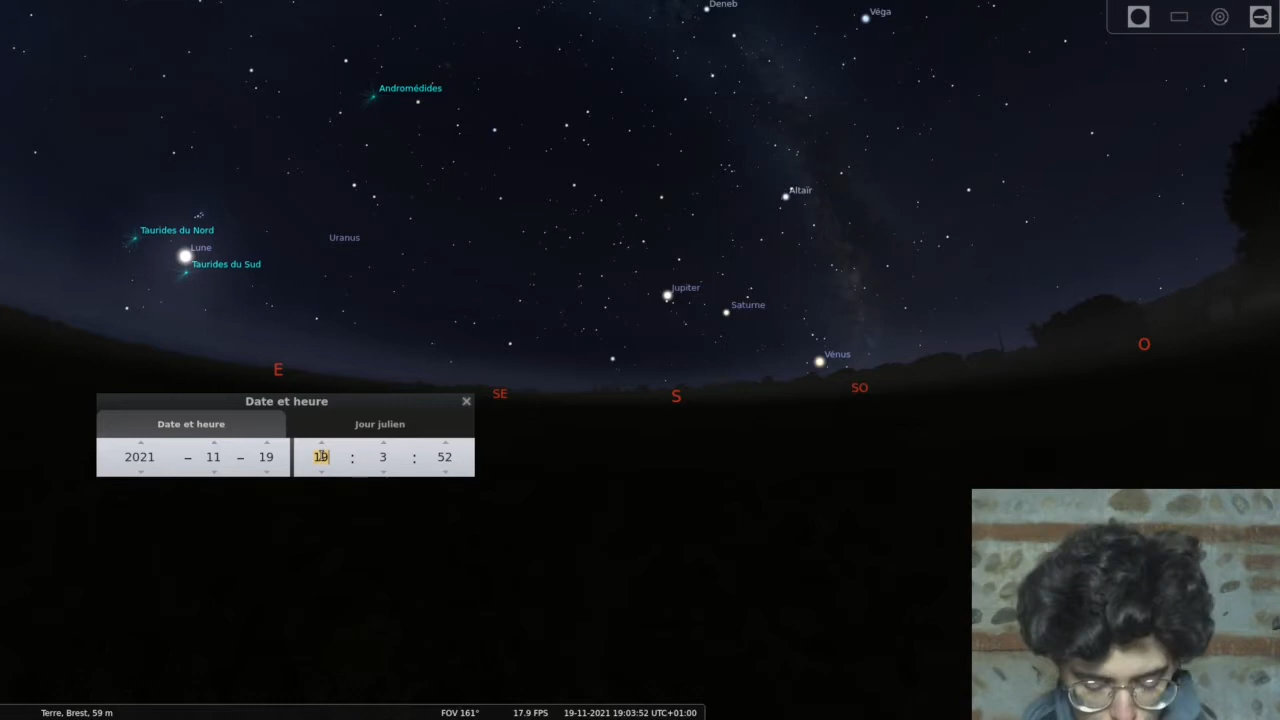 Deneb
Véga
Andromédides
Altaïr
Taurides du Nord
Uranus
Lune
Taurides du Sud
Jupiter
Saturne
O
Vénus
E
SO
SE
S
Date et heure
Date et heure
Jour julien
2021 – 11 – 19 19 : 3 : 52
Terre, Brest, 59 m FOV 161° 17.9 FPS 19-11-2021 19:03:52 UTC+01:00